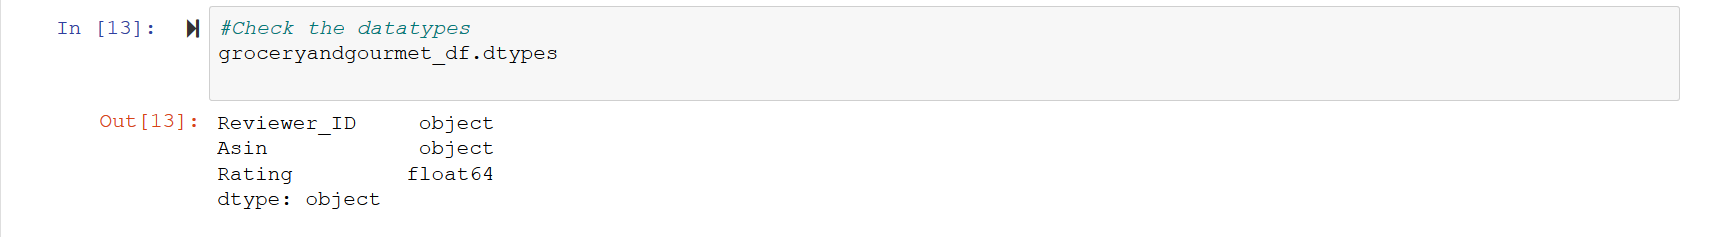 In [13]: #Check the datatypes
groceryandgourmet_df.dtypes
Out[13]: Reviewer_ID object
Asin object
Rating float64
dtype: object